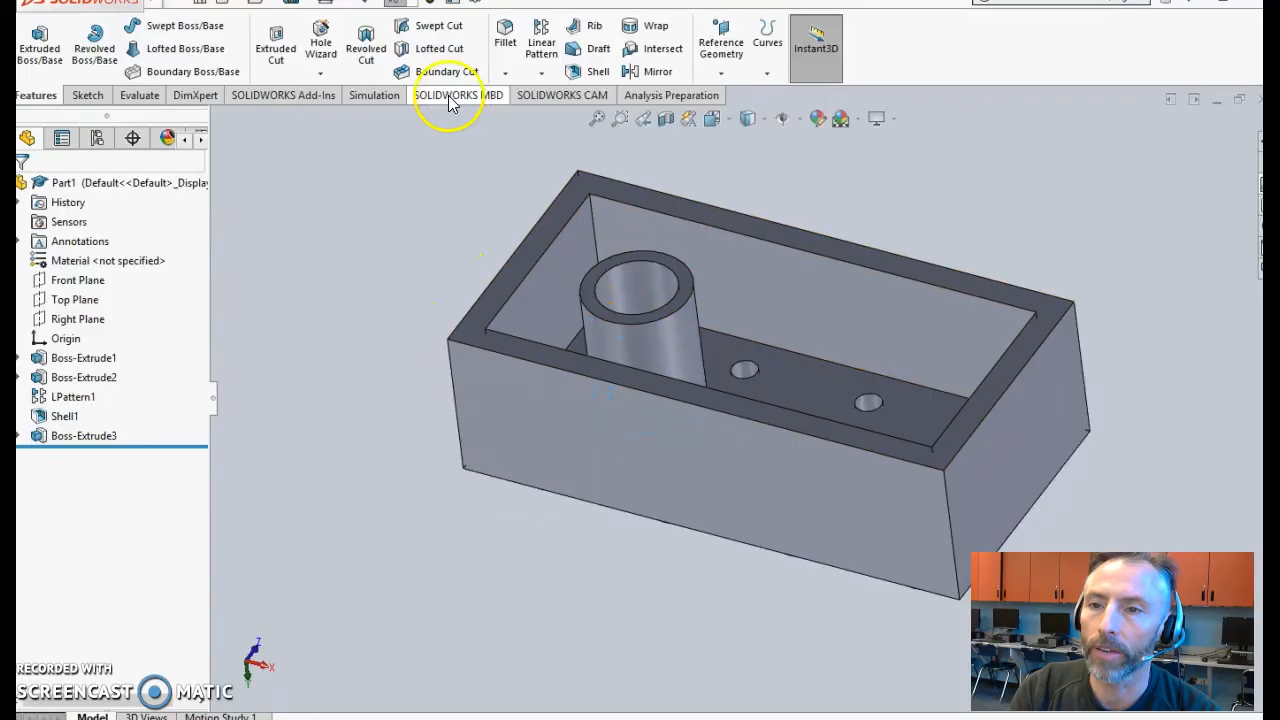 SOLIDWORKS
Extruded Boss/Base
Revolved Boss/Base
Swept Boss/Base
Lofted Boss/Base
Boundary Boss/Base
Extruded Cut
Hole Wizard
Revolved Cut
Swept Cut
Lofted Cut
Boundary Cut
Fillet
Linear Pattern
Rib
Draft
Shell
Wrap
Intersect
Mirror
Reference Geometry
Curves
Instant3D
Features
Sketch
Evaluate
DimXpert
SOLIDWORKS Add-Ins
Simulation
SOLIDWORKS MBD
SOLIDWORKS CAM
Analysis Preparation
Part1 (Default<<Default>_Display
History
Sensors
Annotations
Material <not specified>
Front Plane
Top Plane
Right Plane
Origin
Boss-Extrude1
Boss-Extrude2
LPattern1
Shell1
Boss-Extrude3
Z
X
RECORDED WITH
SCREENCAST MATIC
Model
3D Views
Motion Study 1